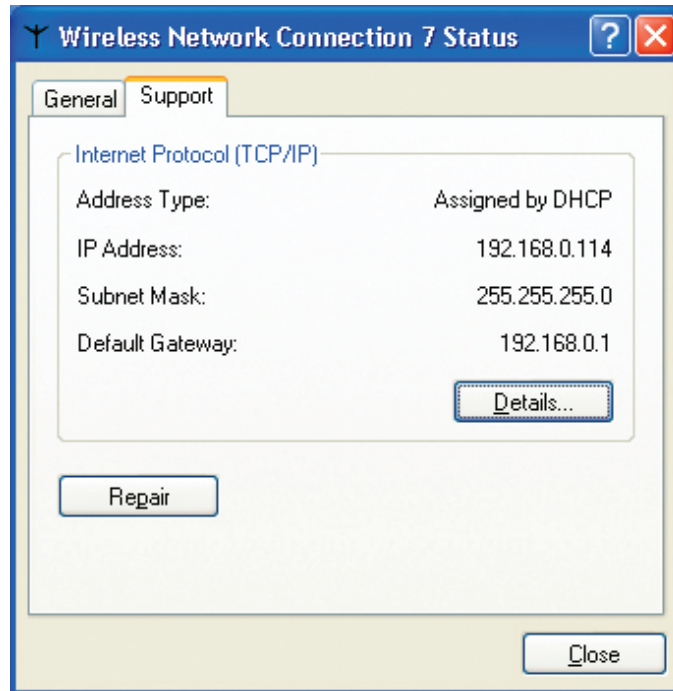 Wireless Network Connection 7 Status
General Support
Internet Protocol (TCP/IP)
Address Type: Assigned by DHCP
IP Address: 192.168.0.114
Subnet Mask: 255.255.255.0
Default Gateway: 192.168.0.1
Details...
Repair
Close